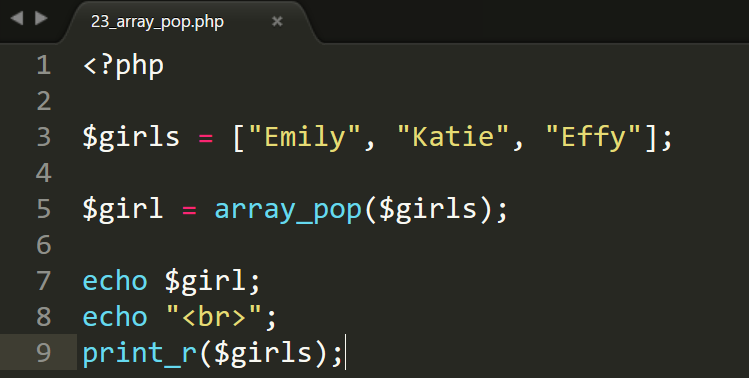 23_array_pop.php ×
1 <?php
2
3 $girls = ["Emily", "Katie", "Effy"];
4
5 $girl = array_pop($girls);
6
7 echo $girl;
8 echo "<br>";
9 print_r($girls);